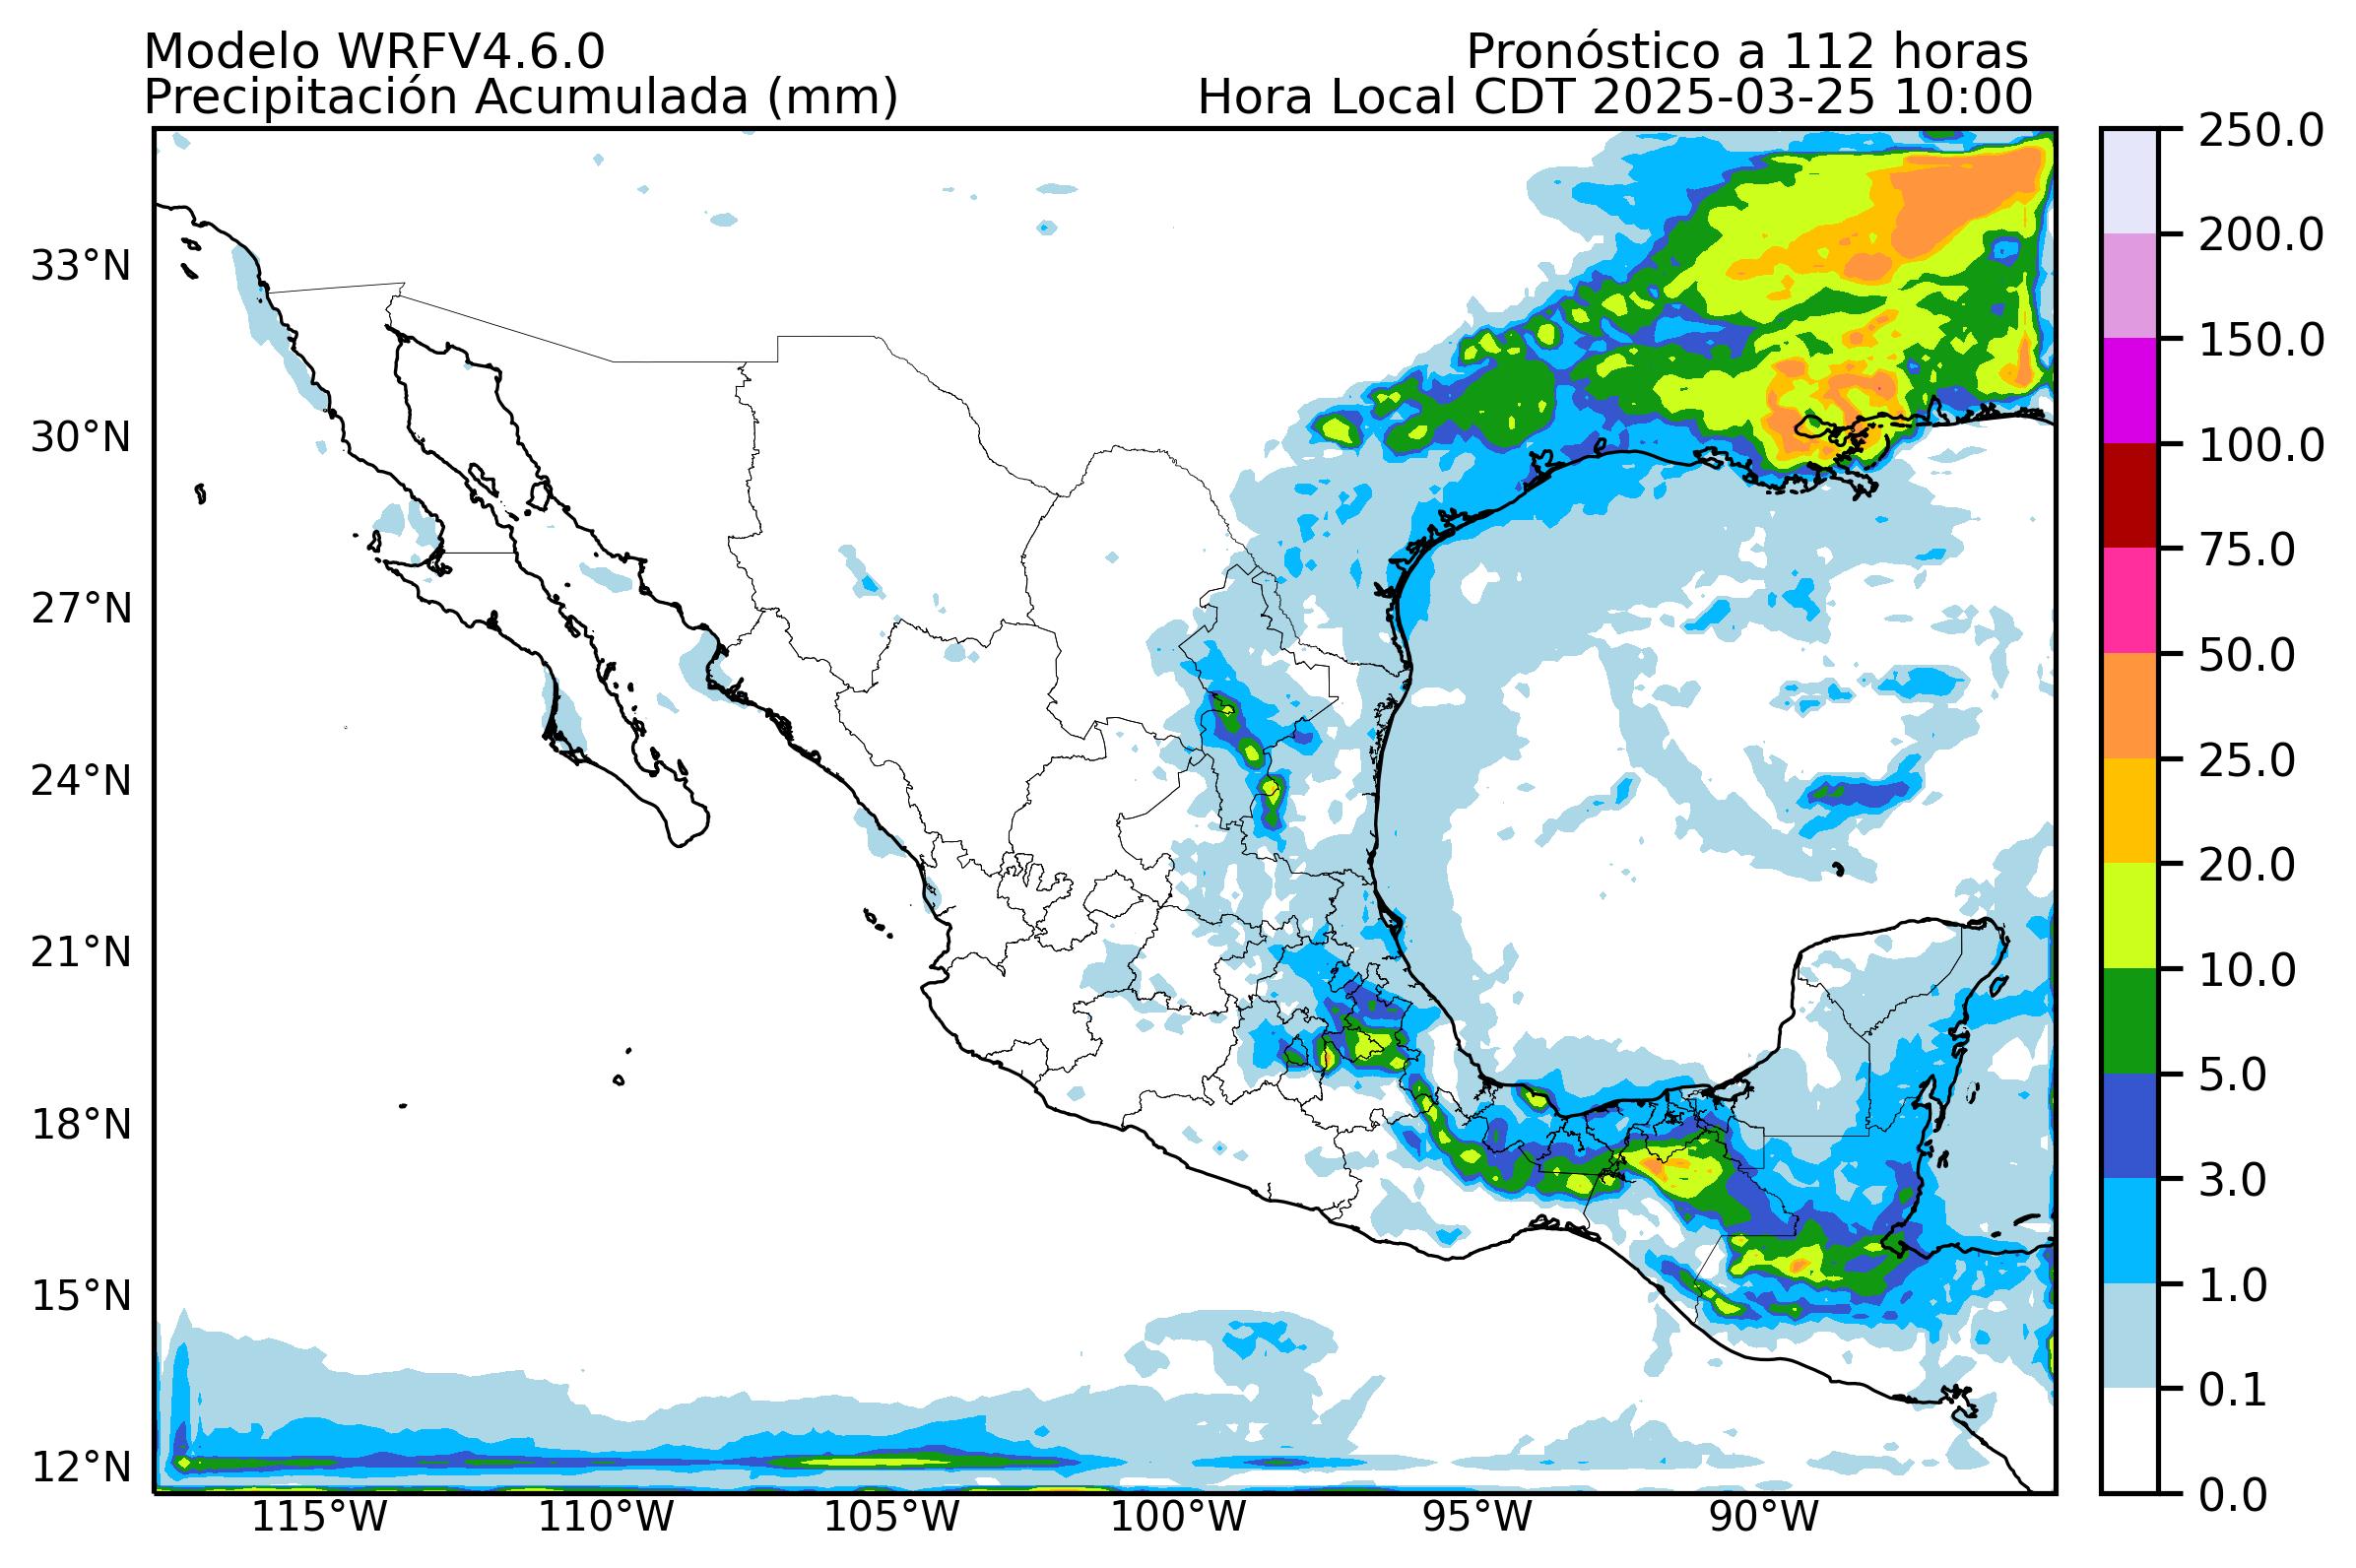 Modelo WRFV4.6.0
Pronóstico a 112 horas
Precipitación Acumulada (mm)
Hora Local CDT 2025-03-25 10:00
33°N
30°N
27°N
24°N
21°N
18°N
15°N
12°N
115°W
110°W
105°W
100°W
95°W
90°W
250.0
200.0
150.0
100.0
75.0
50.0
25.0
20.0
10.0
5.0
3.0
1.0
0.1
0.0